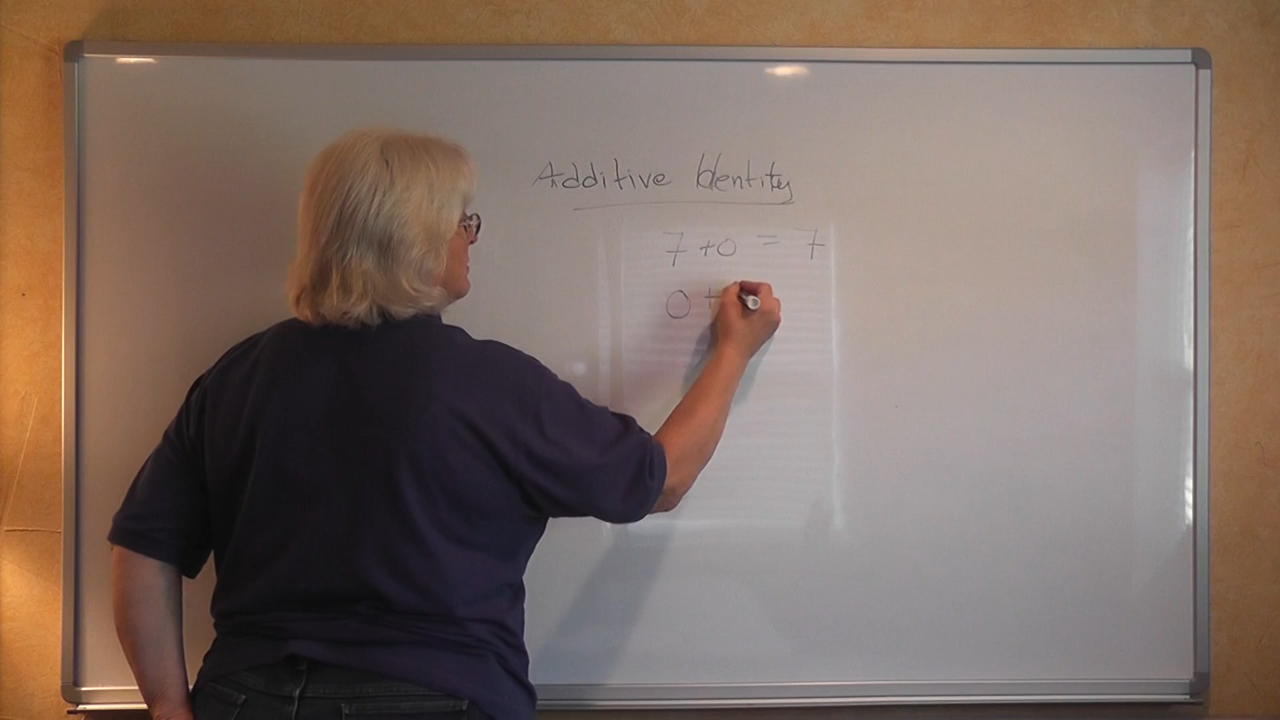 Additive Identity
7 + 0 = 7
0 +